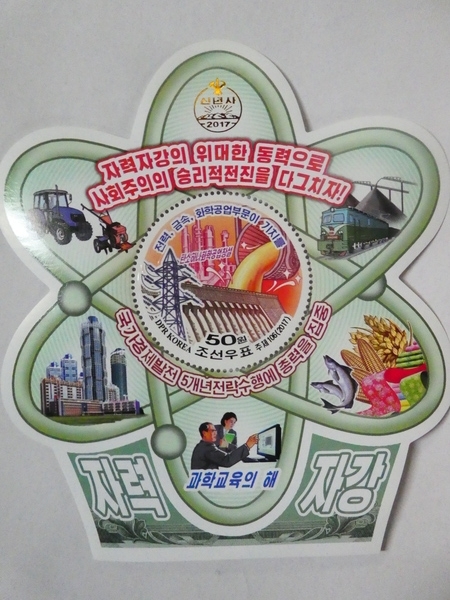 신년사
2017
자력자강의 위대한 동력으로
사회주의의 승리적전진을 다그치자!
전력, 금속, 화학공업부문이 기치를
50원
DPR KOREA 조선우표 주체106(2017)
국가경제발전 5개년전략수행에 총력을 집중
과학교육의 해
자력
자강